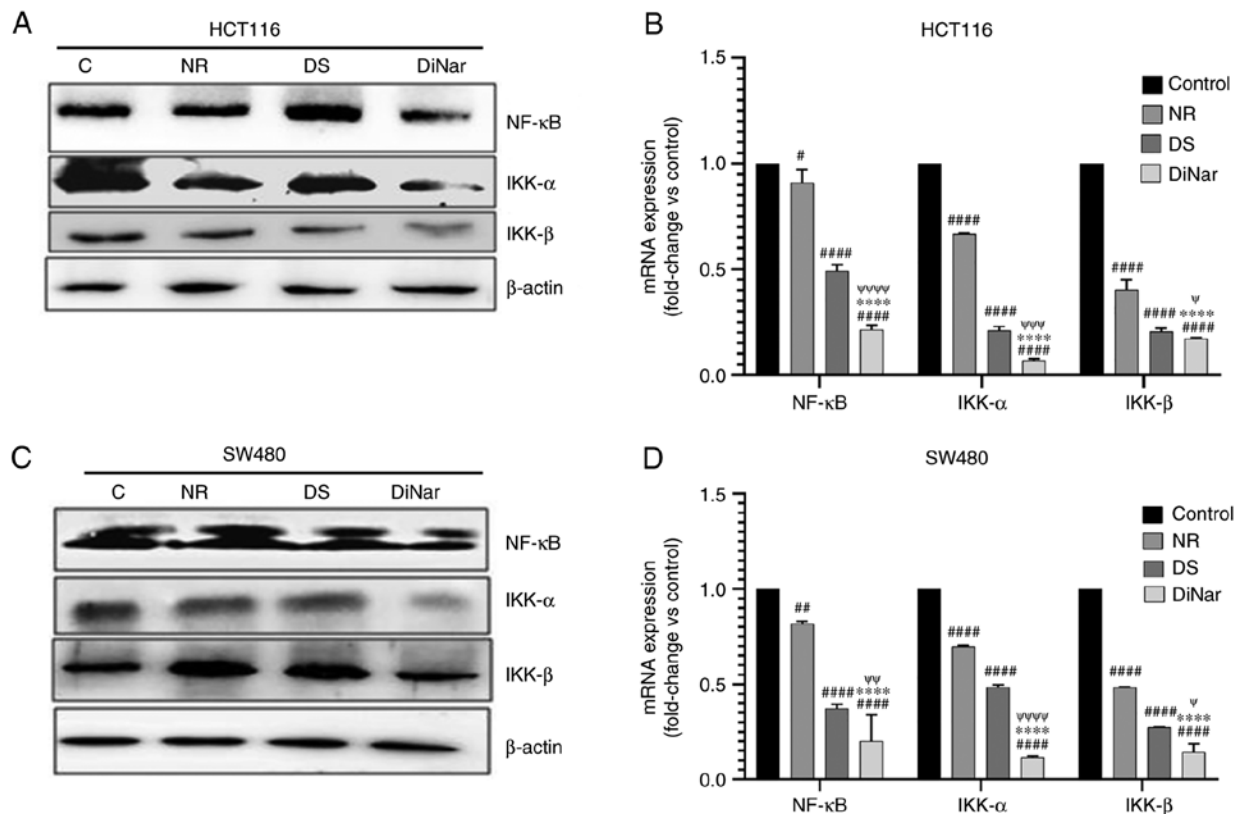 A
HCT116
C NR DS DiNar
NF-κB
IKK-α
IKK-β
β-actin
B
HCT116
mRNA expression
(fold-change vs control)
1.5
1.0
0.5
0.0
Control
NR
DS
DiNar
#
####
ψψψψ
****
####
####
####
ψψψ
****
####
####
####
ψ
****
####
NF-κB IKK-α IKK-β
C
SW480
C NR DS DiNar
NF-κB
IKK-α
IKK-β
β-actin
D
SW480
mRNA expression
(fold-change vs control)
1.5
1.0
0.5
0.0
Control
NR
DS
DiNar
##
####
ψψ
****
####
####
####
ψψψψ
****
####
####
####
ψ
****
####
NF-κB IKK-α IKK-β